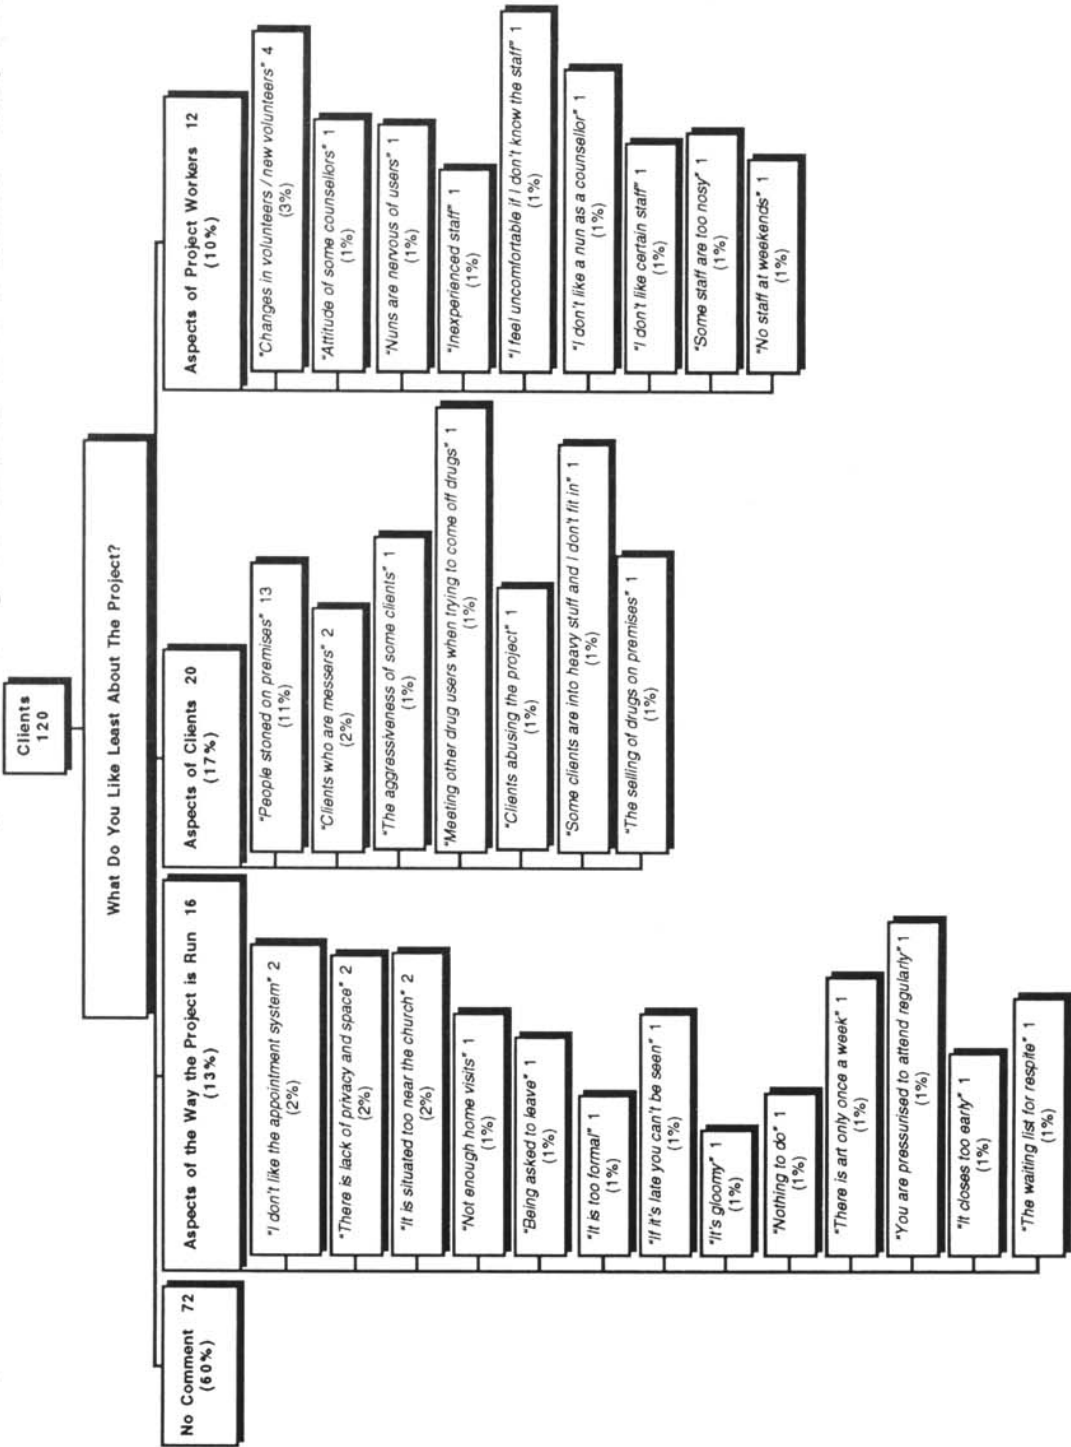 Clients
120
What Do You Like Least About The Project?
No Comment 72
(60%)
Aspects of the Way the Project is Run 16
(13%)
"I don't like the appointment system" 2
(2%)
"There is lack of privacy and space" 2
(2%)
"It is situated too near the church" 2
(2%)
"Not enough home visits" 1
(1%)
"Being asked to leave" 1
(1%)
"It is too formal" 1
(1%)
"If it's late you can't be seen" 1
(1%)
"It's gloomy" 1
(1%)
"Nothing to do" 1
(1%)
"There is art only once a week" 1
(1%)
"You are pressurised to attend regularly" 1
(1%)
"It closes too early" 1
(1%)
"The waiting list for respite" 1
(1%)
Aspects of Clients 20
(17%)
"People stoned on premises" 13
(11%)
"Clients who are messers" 2
(2%)
"The aggressiveness of some clients" 1
(1%)
"Meeting other drug users when trying to come off drugs" 1
(1%)
"Clients abusing the project" 1
(1%)
"Some clients are into heavy stuff and I don't fit in" 1
(1%)
"The selling of drugs on premises" 1
(1%)
Aspects of Project Workers 12
(10%)
"Changes in volunteers / new volunteers" 4
(3%)
"Attitude of some counsellors" 1
(1%)
"Nuns are nervous of users" 1
(1%)
"Inexperienced staff" 1
(1%)
"I feel uncomfortable if I don't know the staff" 1
(1%)
"I don't like a nun as a counsellor" 1
(1%)
"I don't like certain staff" 1
(1%)
"Some staff are too nosy" 1
(1%)
"No staff at weekends" 1
(1%)